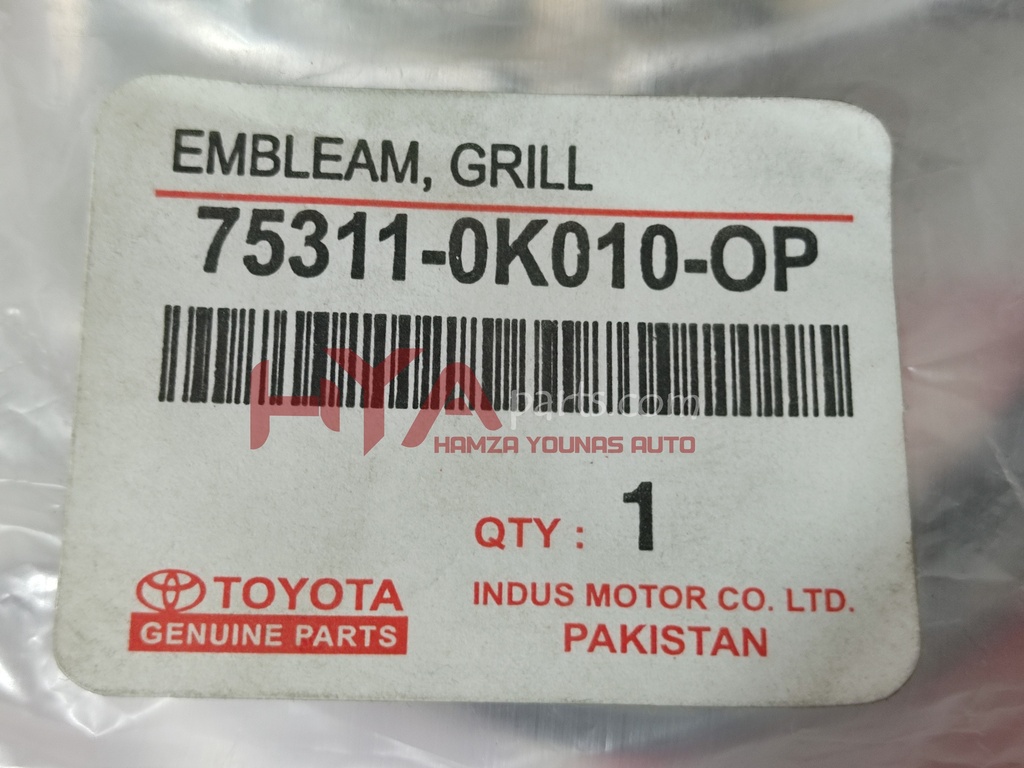 EMBLEAM, GRILL
75311-0K010-OP
HYA parts.com
HAMZA YOUNAS AUTO
QTY : 1
TOYOTA
GENUINE PARTS
INDUS MOTOR CO. LTD.
PAKISTAN